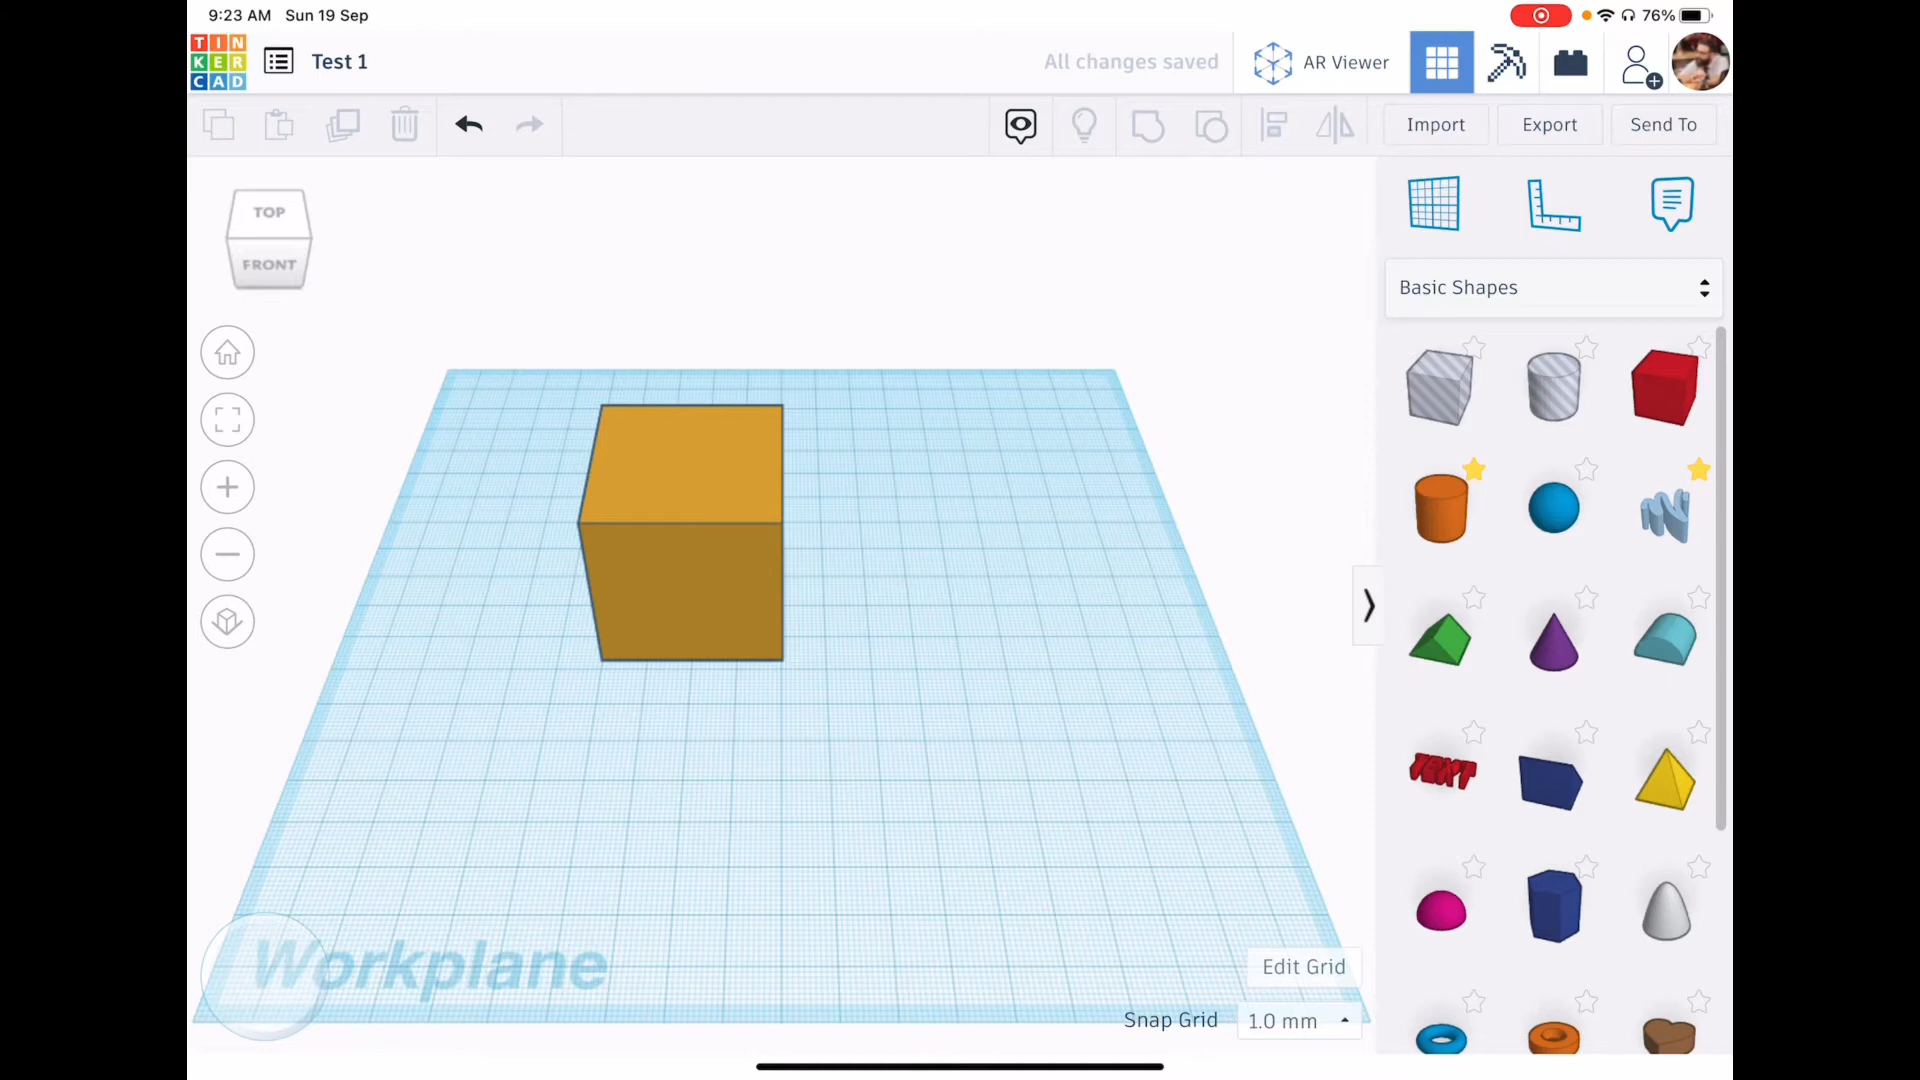 9:23 AM Sun 19 Sep
76%
TIN
KER
CAD
Test 1
All changes saved
AR Viewer
Import
Export
Send To
TOP
FRONT
Basic Shapes
TEXT
Workplane
Edit Grid
Snap Grid
1.0 mm